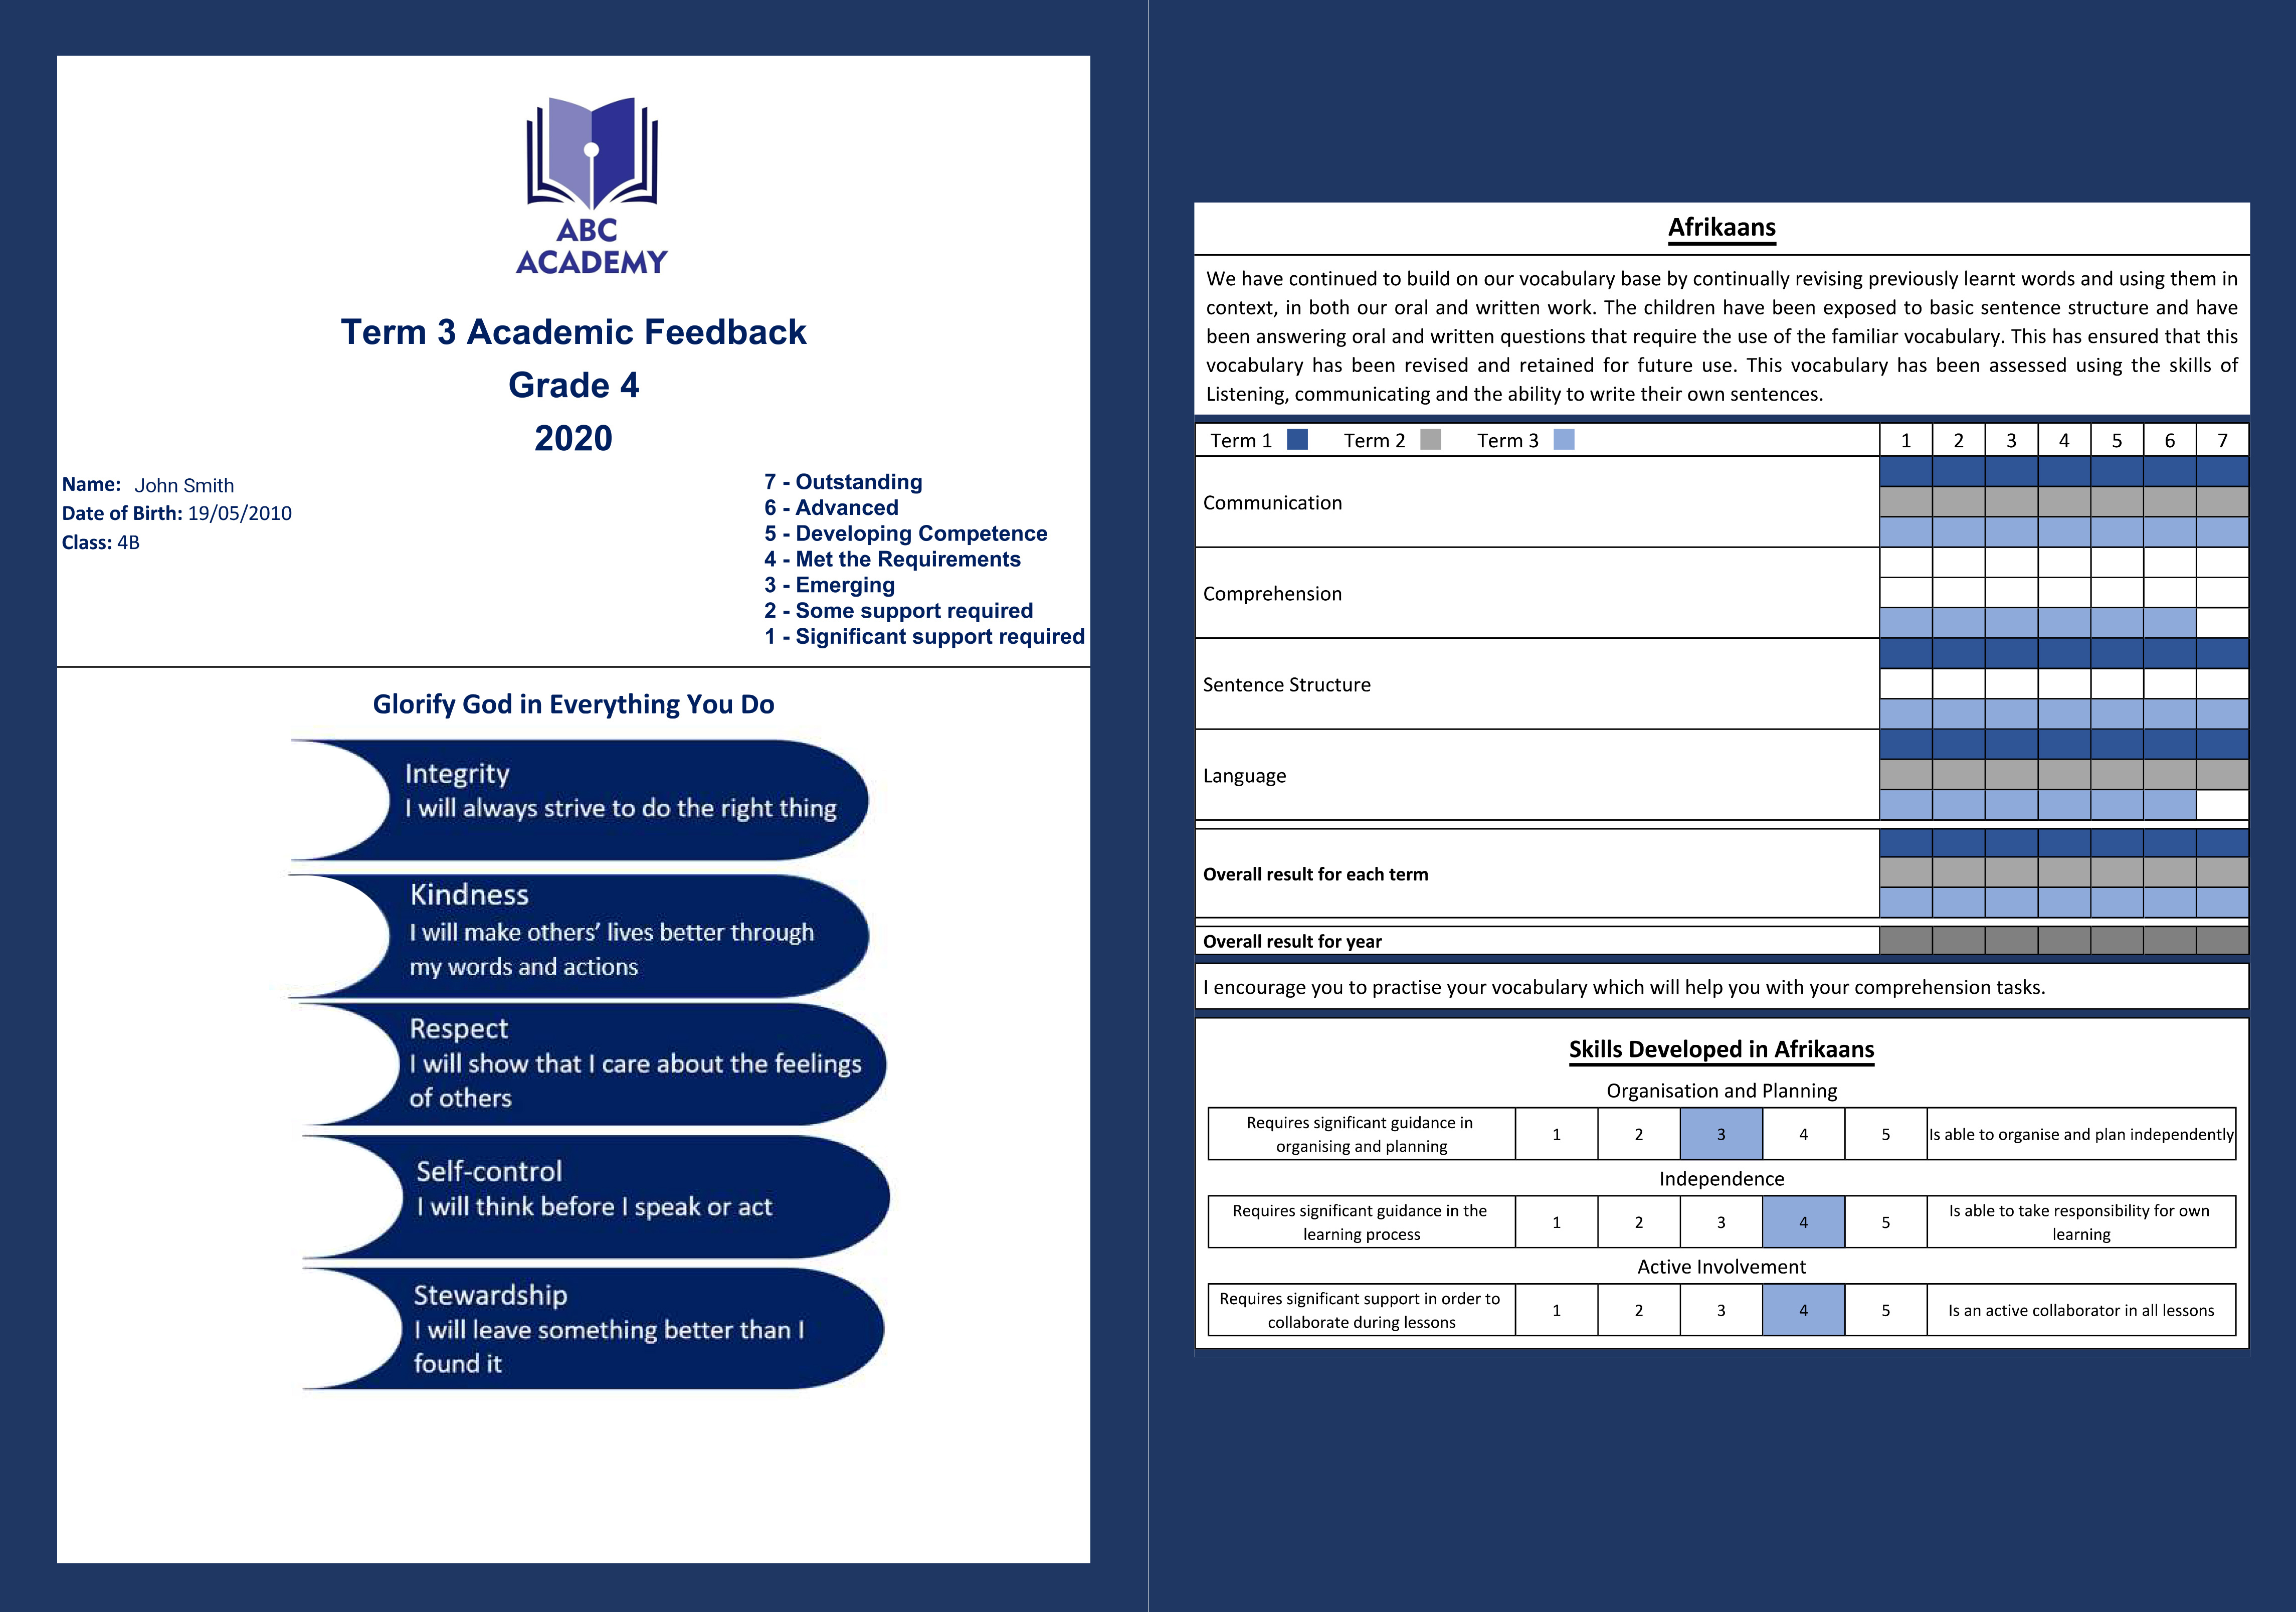 ABC
ACADEMY
Term 3 Academic Feedback
Grade 4
2020
Name: John Smith
Date of Birth: 19/05/2010
Class: 4B
7 - Outstanding
6 - Advanced
5 - Developing Competence
4 - Met the Requirements
3 - Emerging
2 - Some support required
1 - Significant support required
Glorify God in Everything You Do
Integrity
I will always strive to do the right thing
Kindness
I will make others' lives better through
my words and actions
Respect
I will show that I care about the feelings
of others
Self-control
I will think before I speak or act
Stewardship
I will leave something better than I
found it
Afrikaans
We have continued to build on our vocabulary base by continually revising previously learnt words and using them in
context, in both our oral and written work. The children have been exposed to basic sentence structure and have
been answering oral and written questions that require the use of the familiar vocabulary. This has ensured that this
vocabulary has been revised and retained for future use. This vocabulary has been assessed using the skills of
Listening, communicating and the ability to write their own sentences.
Term 1 Term 2 Term 3 1 2 3 4 5 6 7
Communication
Comprehension
Sentence Structure
Language
Overall result for each term
Overall result for year
I encourage you to practise your vocabulary which will help you with your comprehension tasks.
Skills Developed in Afrikaans
Organisation and Planning
Requires significant guidance in
organising and planning
1 2 3 4 5
Is able to organise and plan independently
Independence
Requires significant guidance in the
learning process
1 2 3 4 5
Is able to take responsibility for own
learning
Active Involvement
Requires significant support in order to
collaborate during lessons
1 2 3 4 5
Is an active collaborator in all lessons